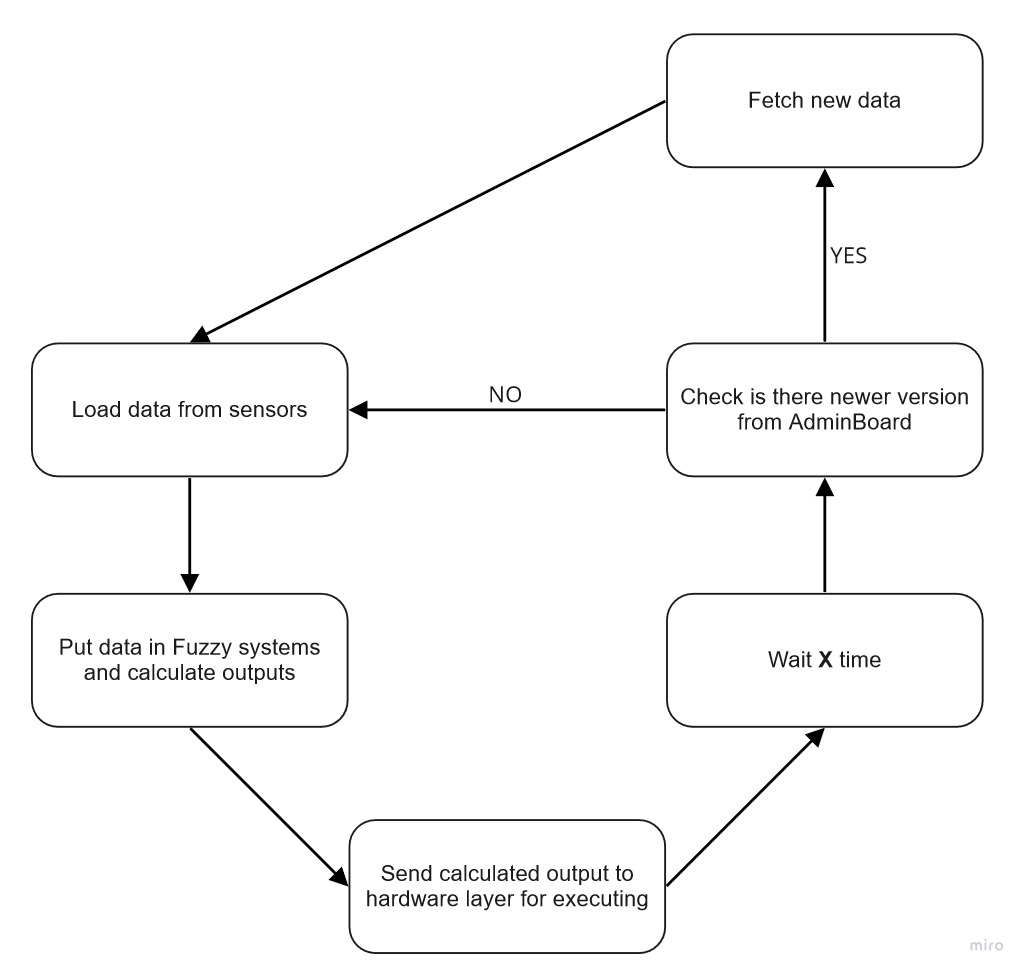 Fetch new data
YES
Load data from sensors
NO
Check is there newer version
from AdminBoard
Put data in Fuzzy systems
and calculate outputs
Wait X time
Send calculated output to
hardware layer for executing
miro